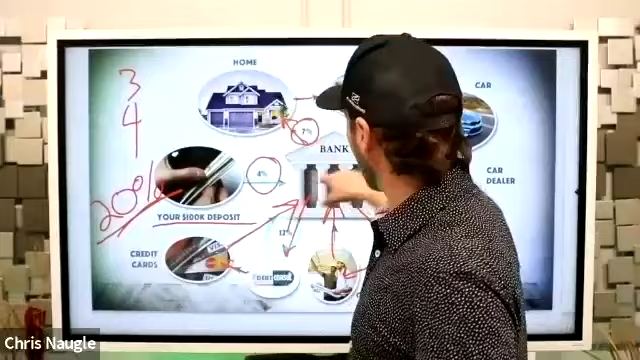 HOME
3
4
7%
CAR
BANK
4%
CAR
DEALER
20%
YOUR $100K DEPOSIT
12%
CREDIT
CARDS
VISA
DEBT
Chris Naugle